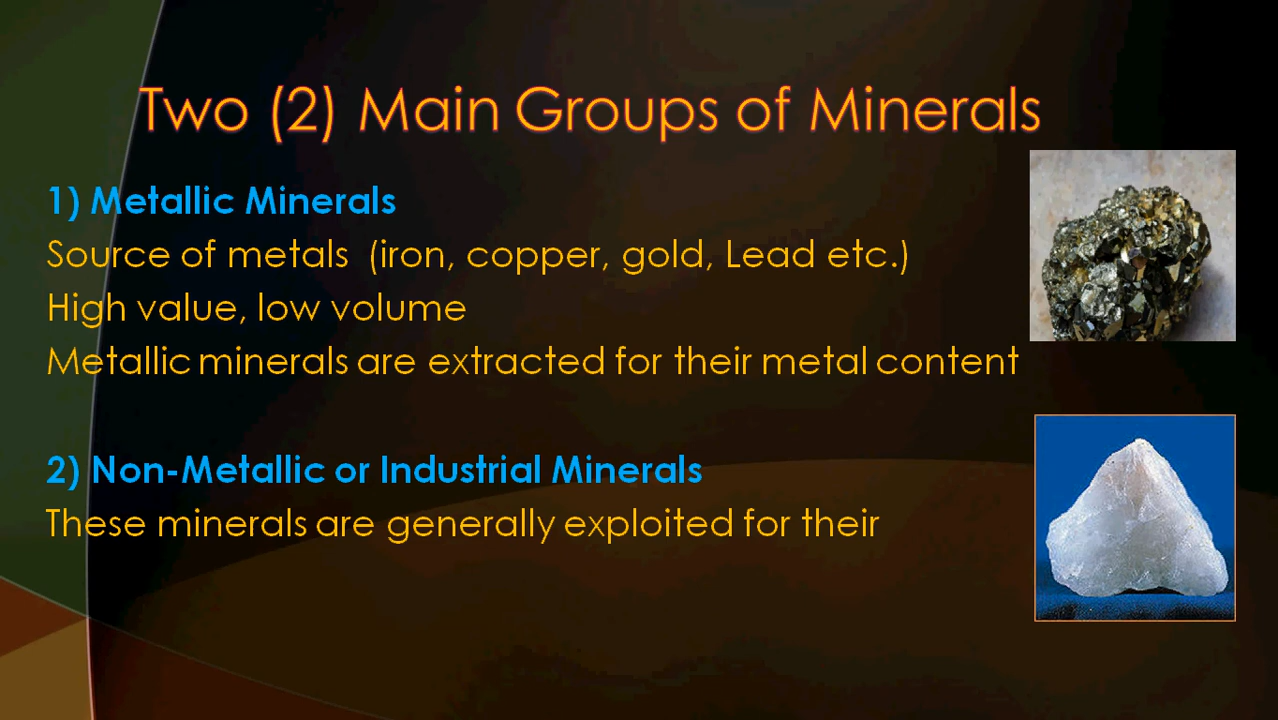 Two (2) Main Groups of Minerals
1) Metallic Minerals
Source of metals (iron, copper, gold, Lead etc.)
High value, low volume
Metallic minerals are extracted for their metal content
2) Non-Metallic or Industrial Minerals
These minerals are generally exploited for their